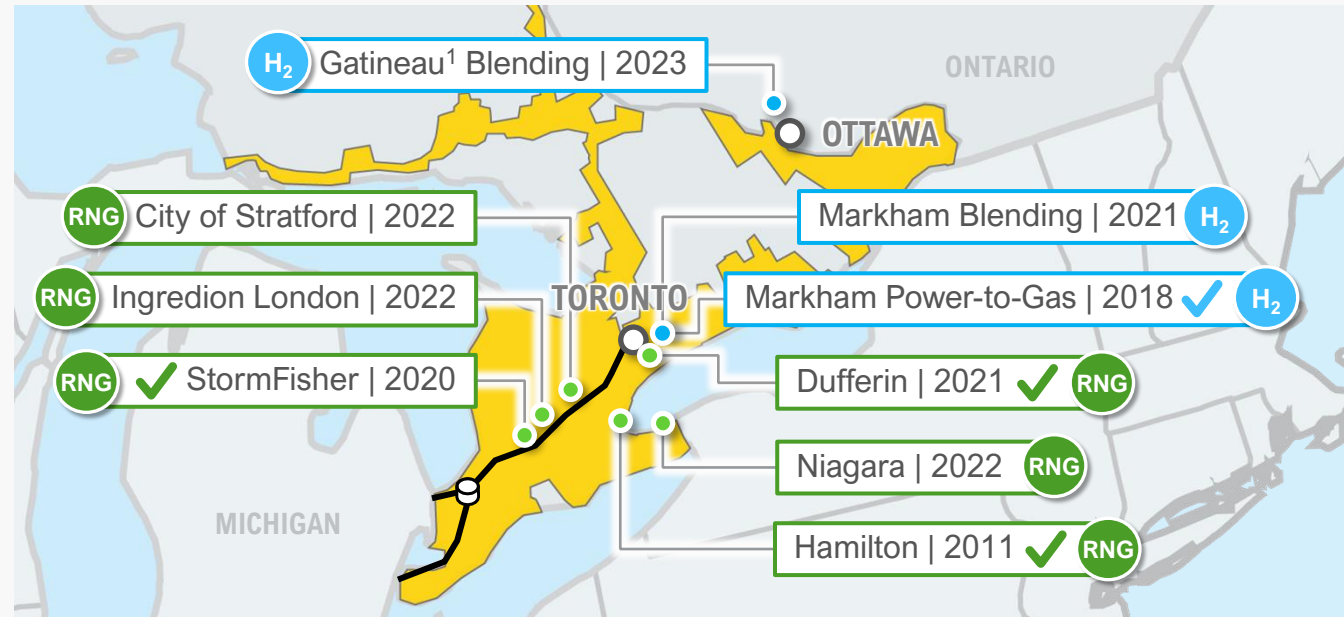 H₂ Gatineau¹ Blending | 2023
ONTARIO
OTTAWA
RNG City of Stratford | 2022
Markham Blending | 2021 H₂
RNG Ingredion London | 2022
TORONTO
Markham Power-to-Gas | 2018 ✓ H₂
RNG ✓ StormFisher | 2020
Dufferin | 2021 ✓ RNG
Niagara | 2022 RNG
MICHIGAN
Hamilton | 2011 ✓ RNG